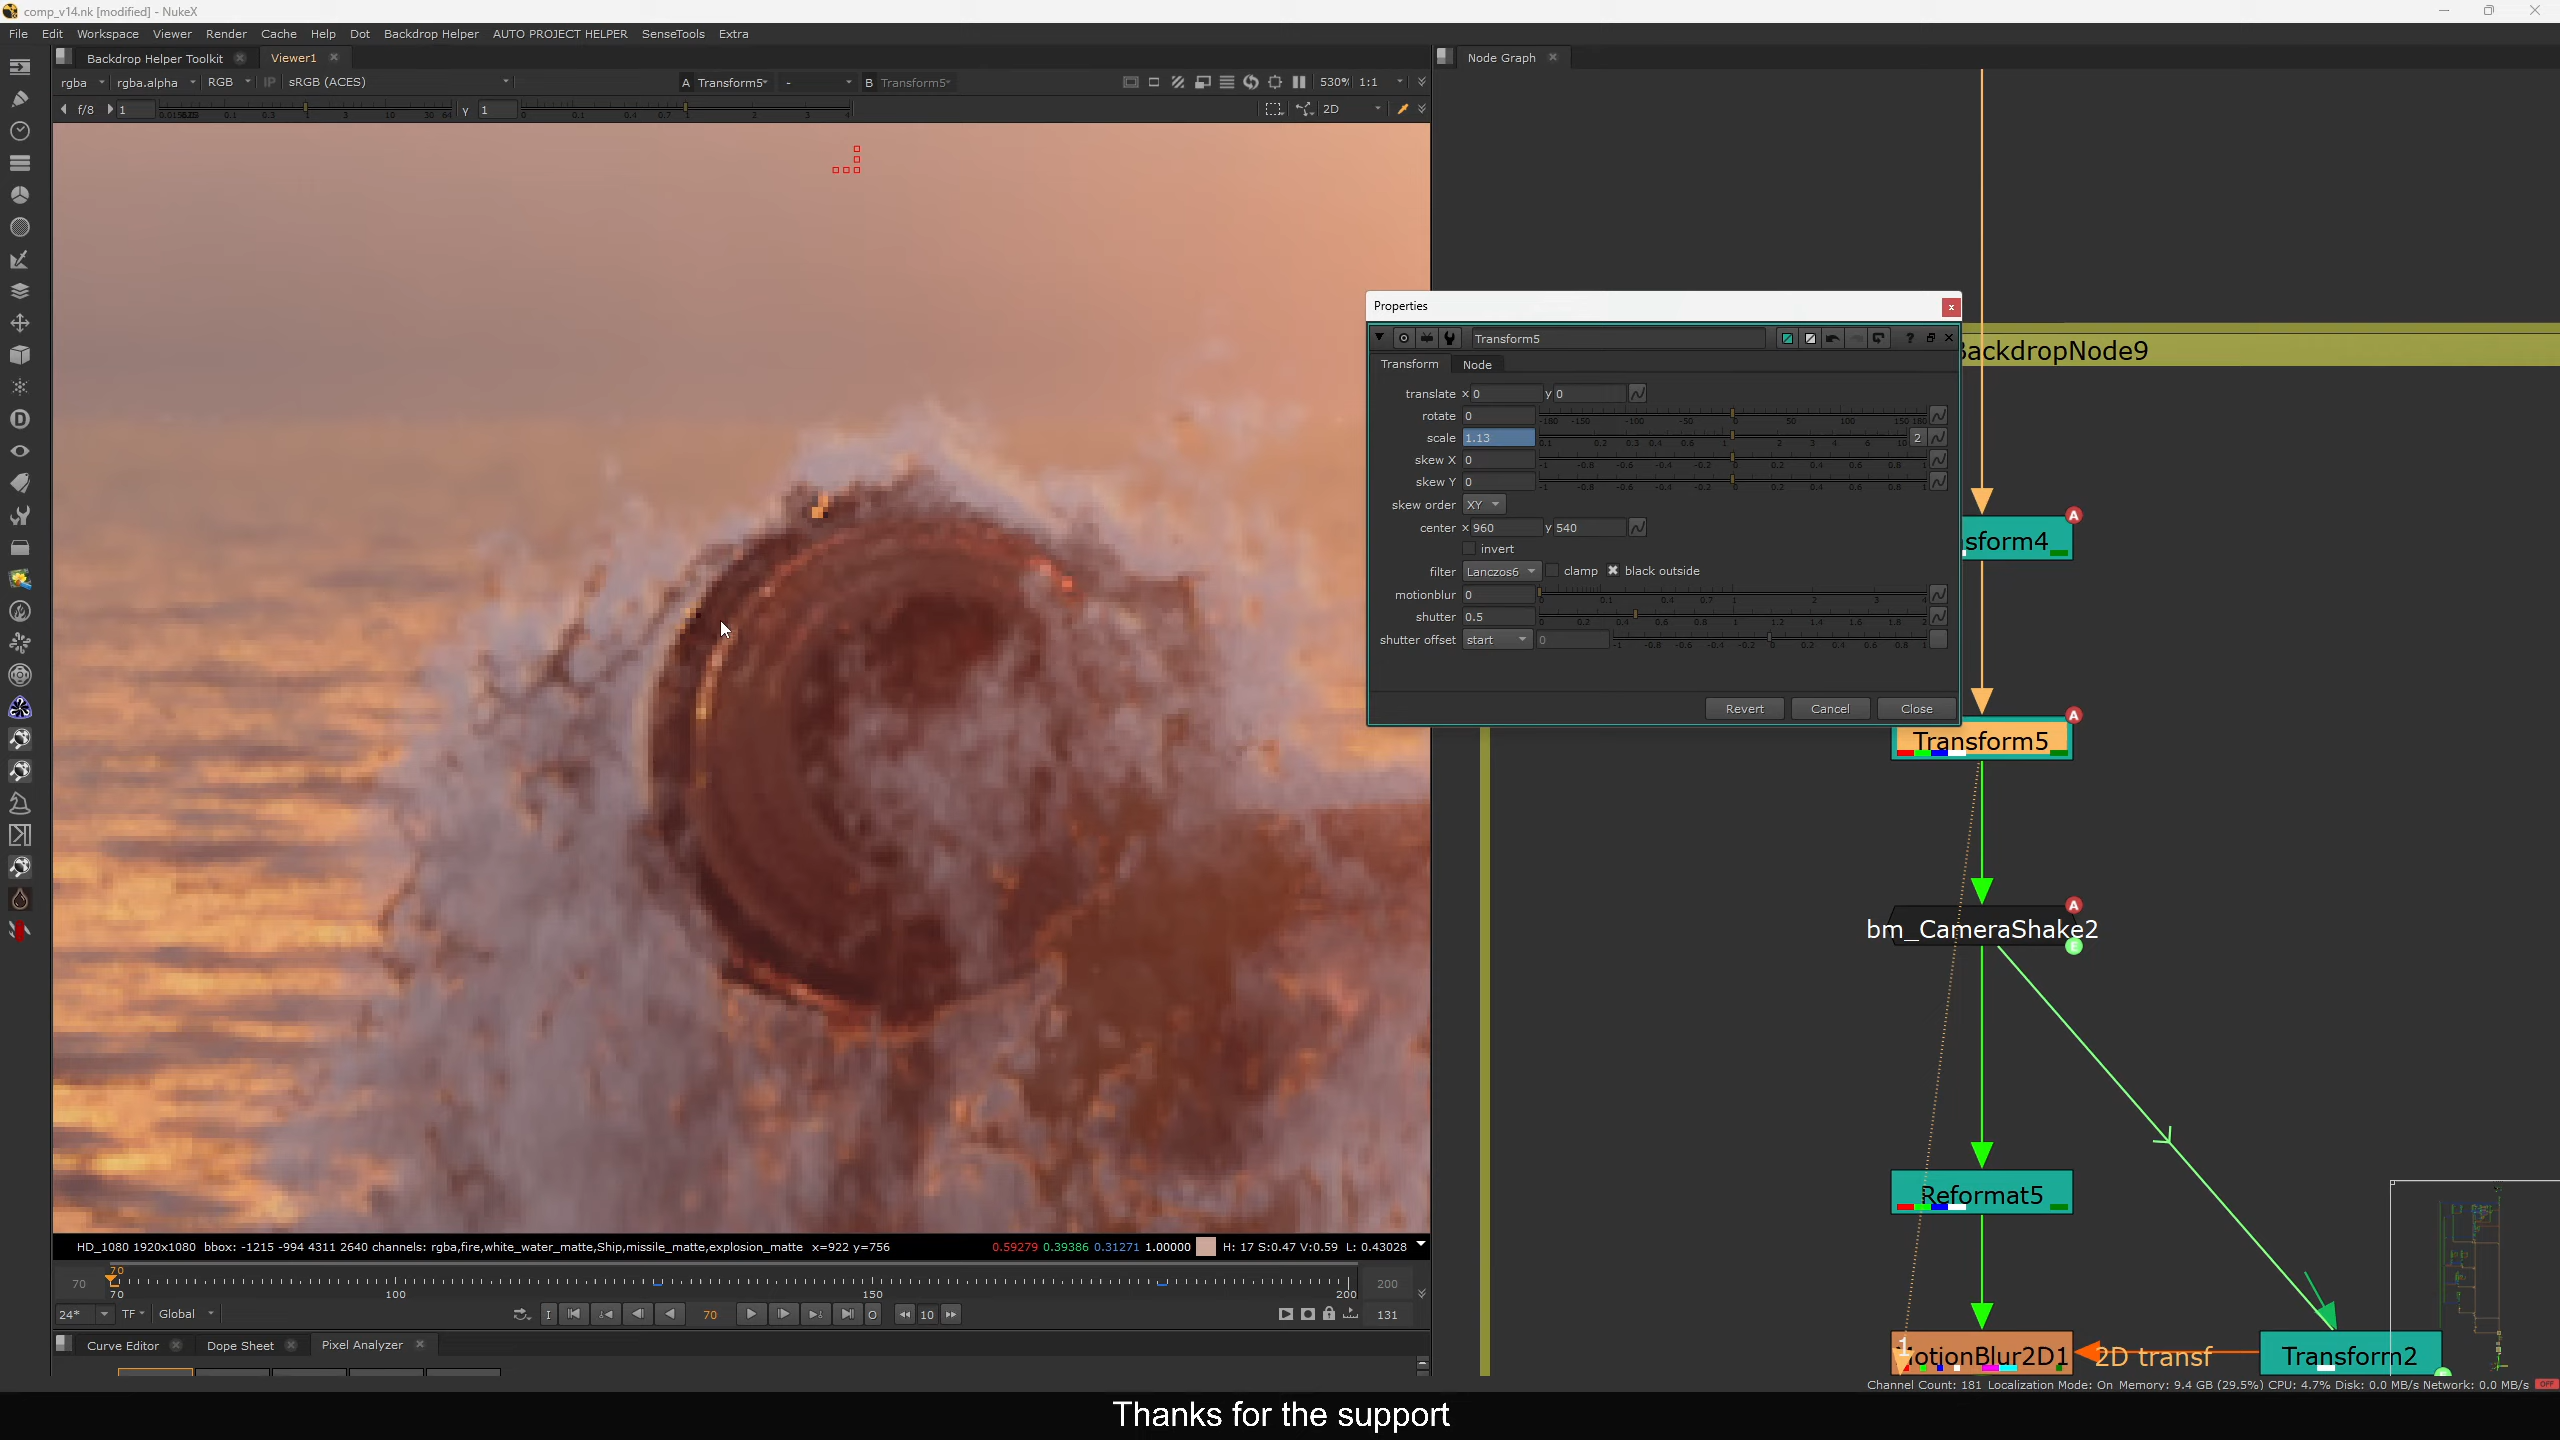 comp_v14.nk [modified] - NukeX
File Edit Workspace Viewer Render Cache Help Dot Backdrop Helper AUTO PROJECT HELPER SenseTools Extra
Backdrop Helper Toolkit Viewer1
Node Graph
rgba rgba.alpha RGB IP sRGB (ACES) A Transform5 - B Transform5 530% 1:1
f/8 1 Y 1 2D
Properties
Transform5
Transform Node
translate x 0 y 0
rotate 0
scale 1.13 2
skew X 0
skew Y 0
skew order XY
center x 960 y 540
invert
filter Lanczos6 clamp black outside
motionblur 0
shutter 0.5
shutter offset start 0
Revert Cancel Close
BackdropNode9
sform4
A
Transform5
A
bm_CameraShake2
A
E
Reformat5
1
otionBlur2D1
2D transf
Transform2
HD_1080 1920x1080 bbox: -1215 -994 4311 2640 channels: rgba,fire,white_water_matte,Ship,missile_matte,explosion_matte x=922 y=756 0.59279 0.39386 0.31271 1.00000 H: 17 S:0.47 V:0.59 L: 0.43028
70 70 200
70 100 150 200
24* TF Global I 70 O 10 131
Curve Editor Dope Sheet Pixel Analyzer
Channel Count: 181 Localization Mode: On Memory: 9.4 GB (29.5%) CPU: 4.7% Disk: 0.0 MB/s Network: 0.0 MB/s OFF
Thanks for the support